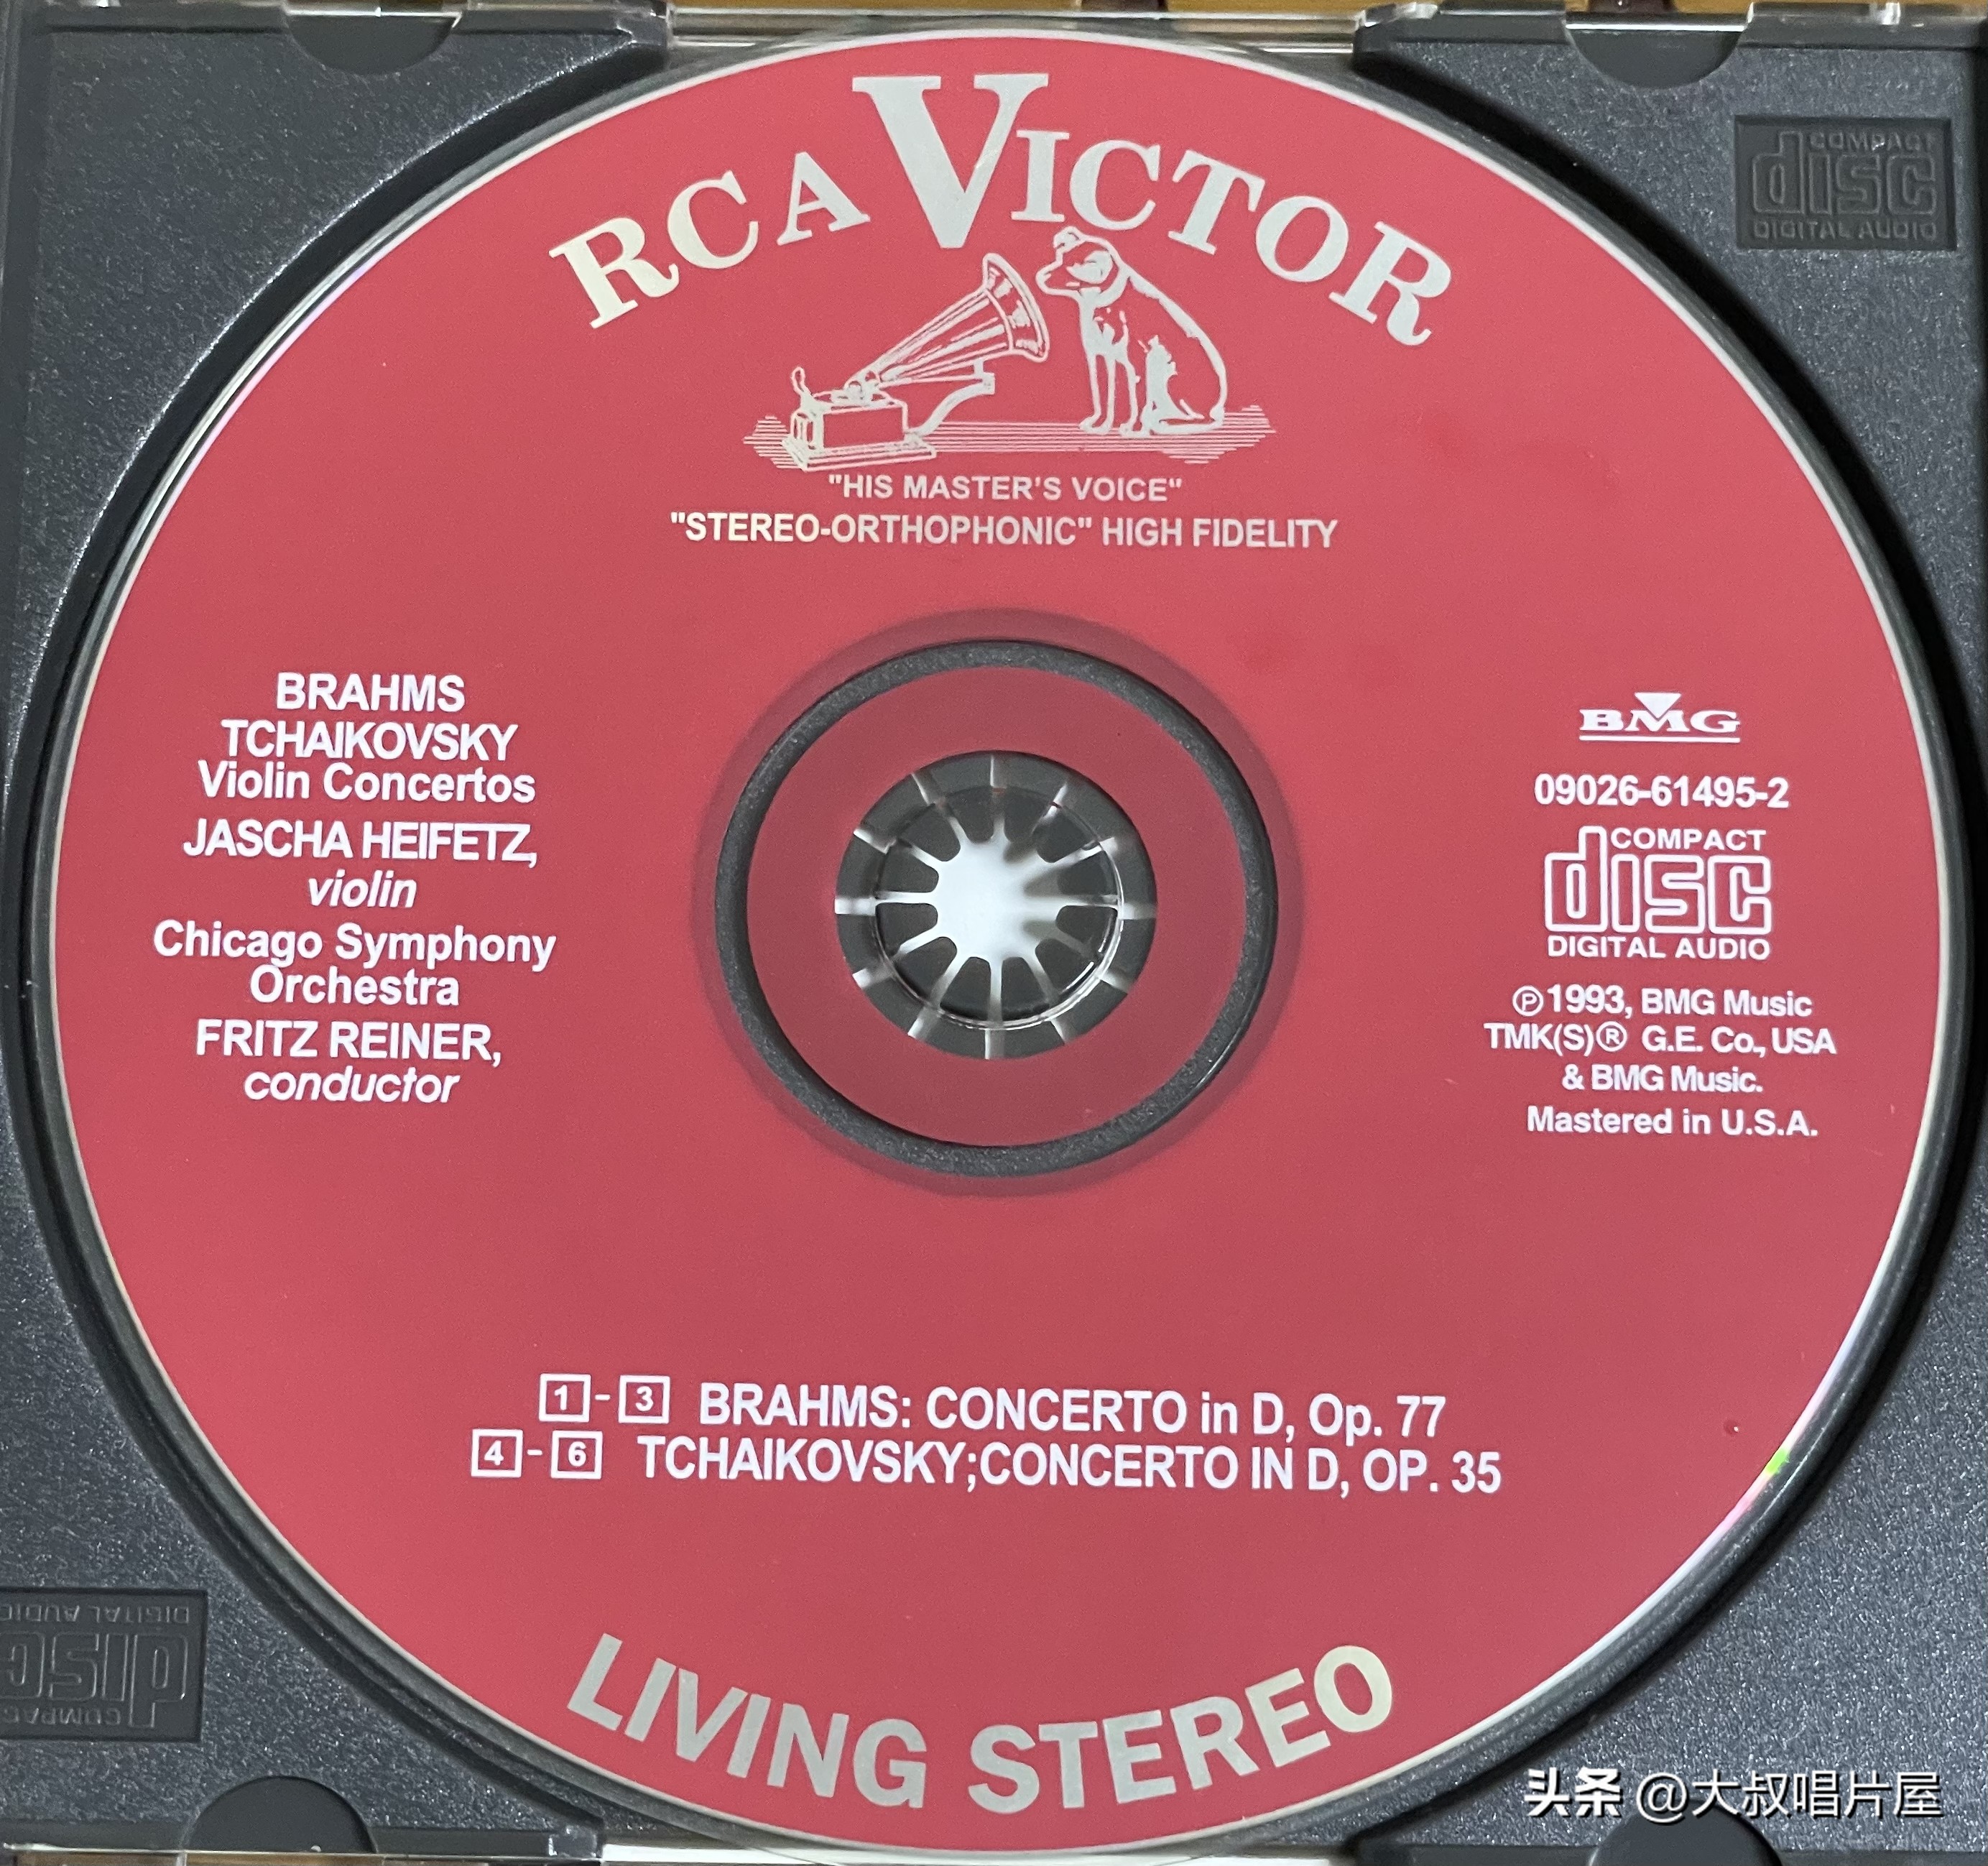 RCA VICTOR
"HIS MASTER'S VOICE"
"STEREO-ORTHOPHONIC" HIGH FIDELITY
BRAHMS
TCHAIKOVSKY
Violin Concertos
JASCHA HEIFETZ,
violin
Chicago Symphony
Orchestra
FRITZ REINER,
conductor
BMG
09026-61495-2
COMPACT
disc
DIGITAL AUDIO
Ⓟ1993, BMG Music
TMK(S)® G.E. Co., USA
& BMG Music.
Mastered in U.S.A.
1-3 BRAHMS: CONCERTO in D, Op. 77
4-6 TCHAIKOVSKY;CONCERTO IN D, OP. 35
LIVING STEREO
COMPACT
disc
DIGITAL AUDIO
COMPAC
disc
DIGITAL AUDIO
头条 @大叔唱片屋